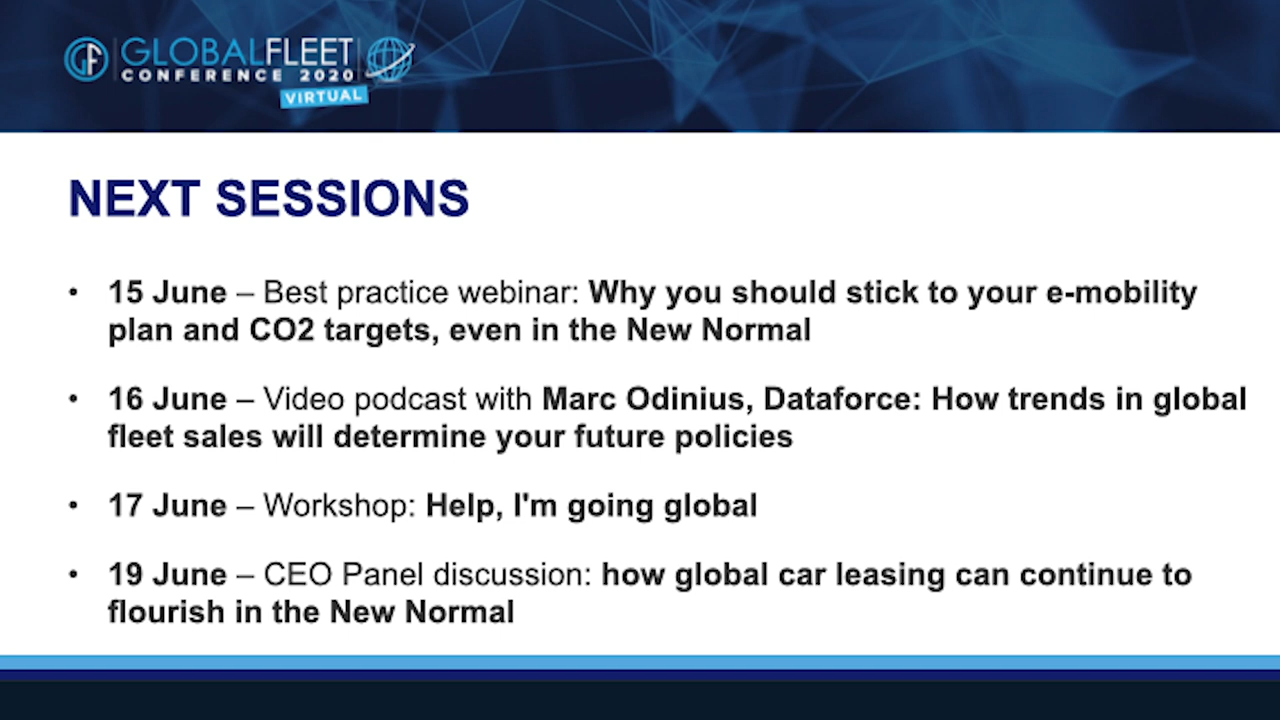 GF GLOBALFLEET
CONFERENCE 2020
VIRTUAL
NEXT SESSIONS
• 15 June – Best practice webinar: Why you should stick to your e-mobility
plan and CO2 targets, even in the New Normal
• 16 June – Video podcast with Marc Odinius, Dataforce: How trends in global
fleet sales will determine your future policies
• 17 June – Workshop: Help, I'm going global
• 19 June – CEO Panel discussion: how global car leasing can continue to
flourish in the New Normal